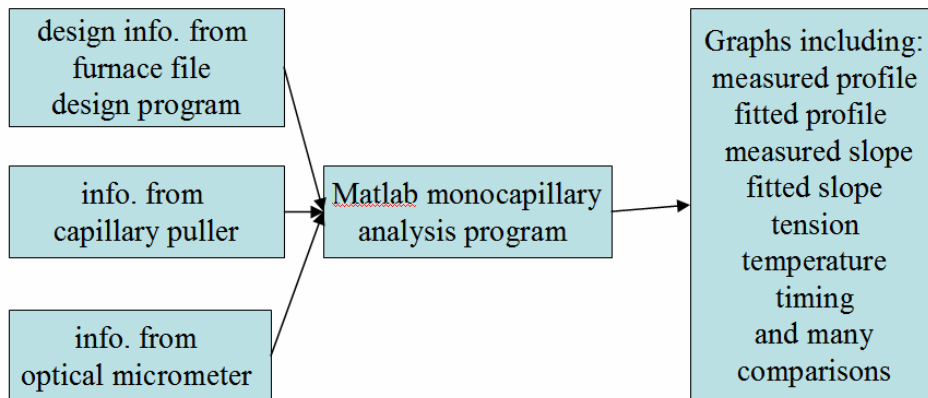 design info. from
furnace file
design program
info. from
capillary puller
info. from
optical micrometer
Matlab monocapillary
analysis program
Graphs including:
measured profile
fitted profile
measured slope
fitted slope
tension
temperature
timing
and many
comparisons